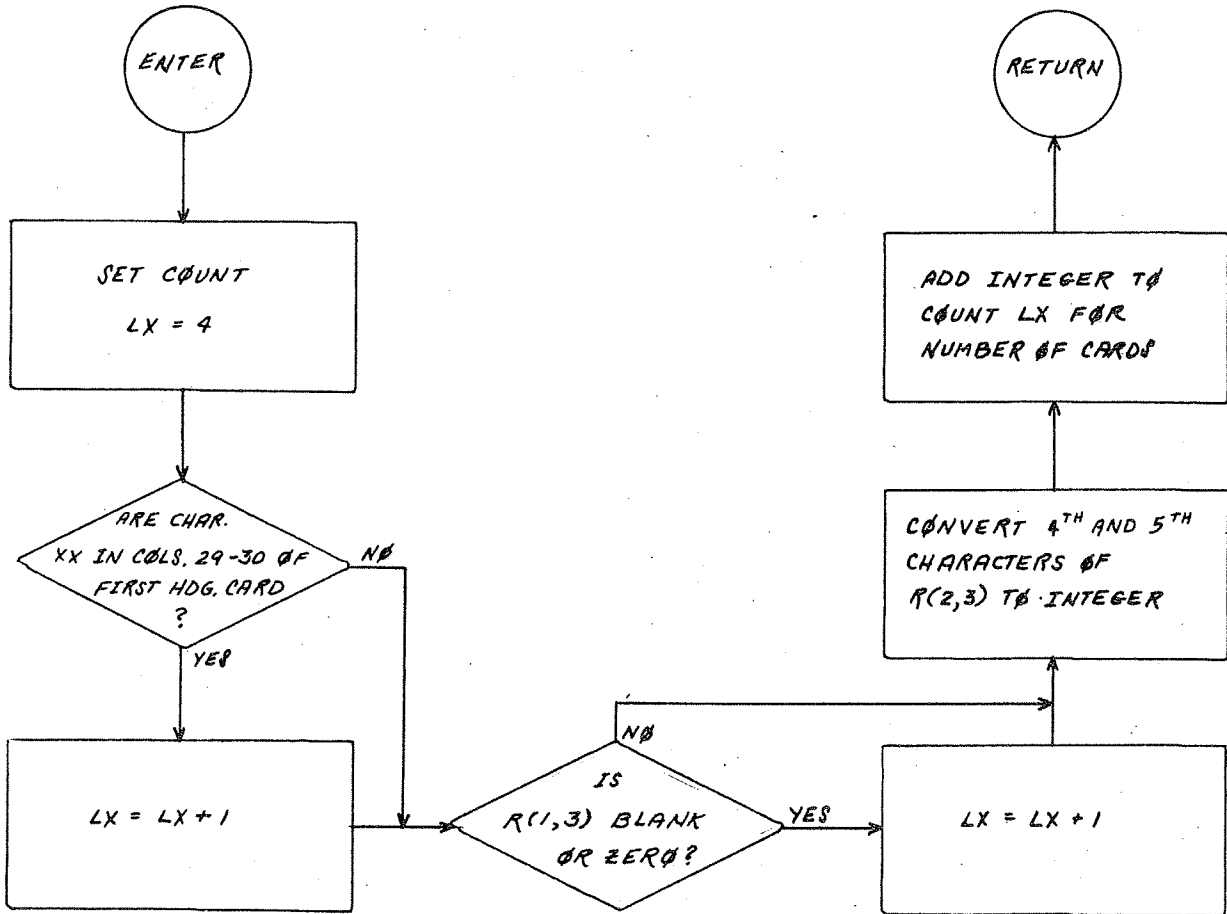 ENTER
SET CØUNT
LX = 4
ARE CHAR.
XX IN CØLS. 29-30 ØF
FIRST HDG. CARD
?
NØ
YES
LX = LX + 1
IS
R(1,3) BLANK
ØR ZERØ?
NØ
YES
LX = LX + 1
CØNVERT 4TH AND 5TH
CHARACTERS ØF
R(2,3) TØ INTEGER
ADD INTEGER TØ
CØUNT LX FØR
NUMBER ØF CARDS
RETURN